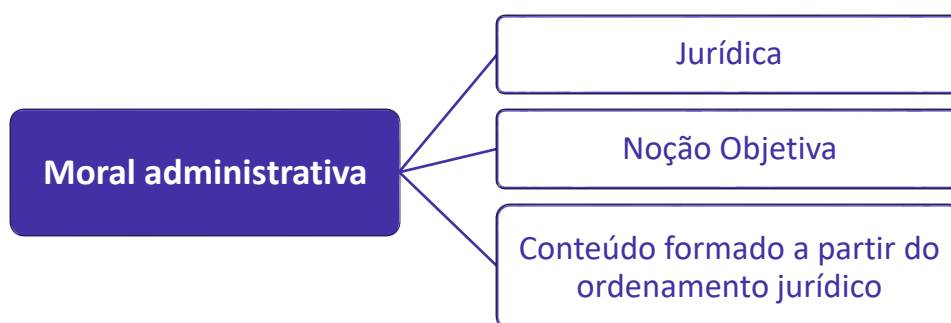 Moral administrativa
Jurídica
Noção Objetiva
Conteúdo formado a partir do
ordenamento jurídico